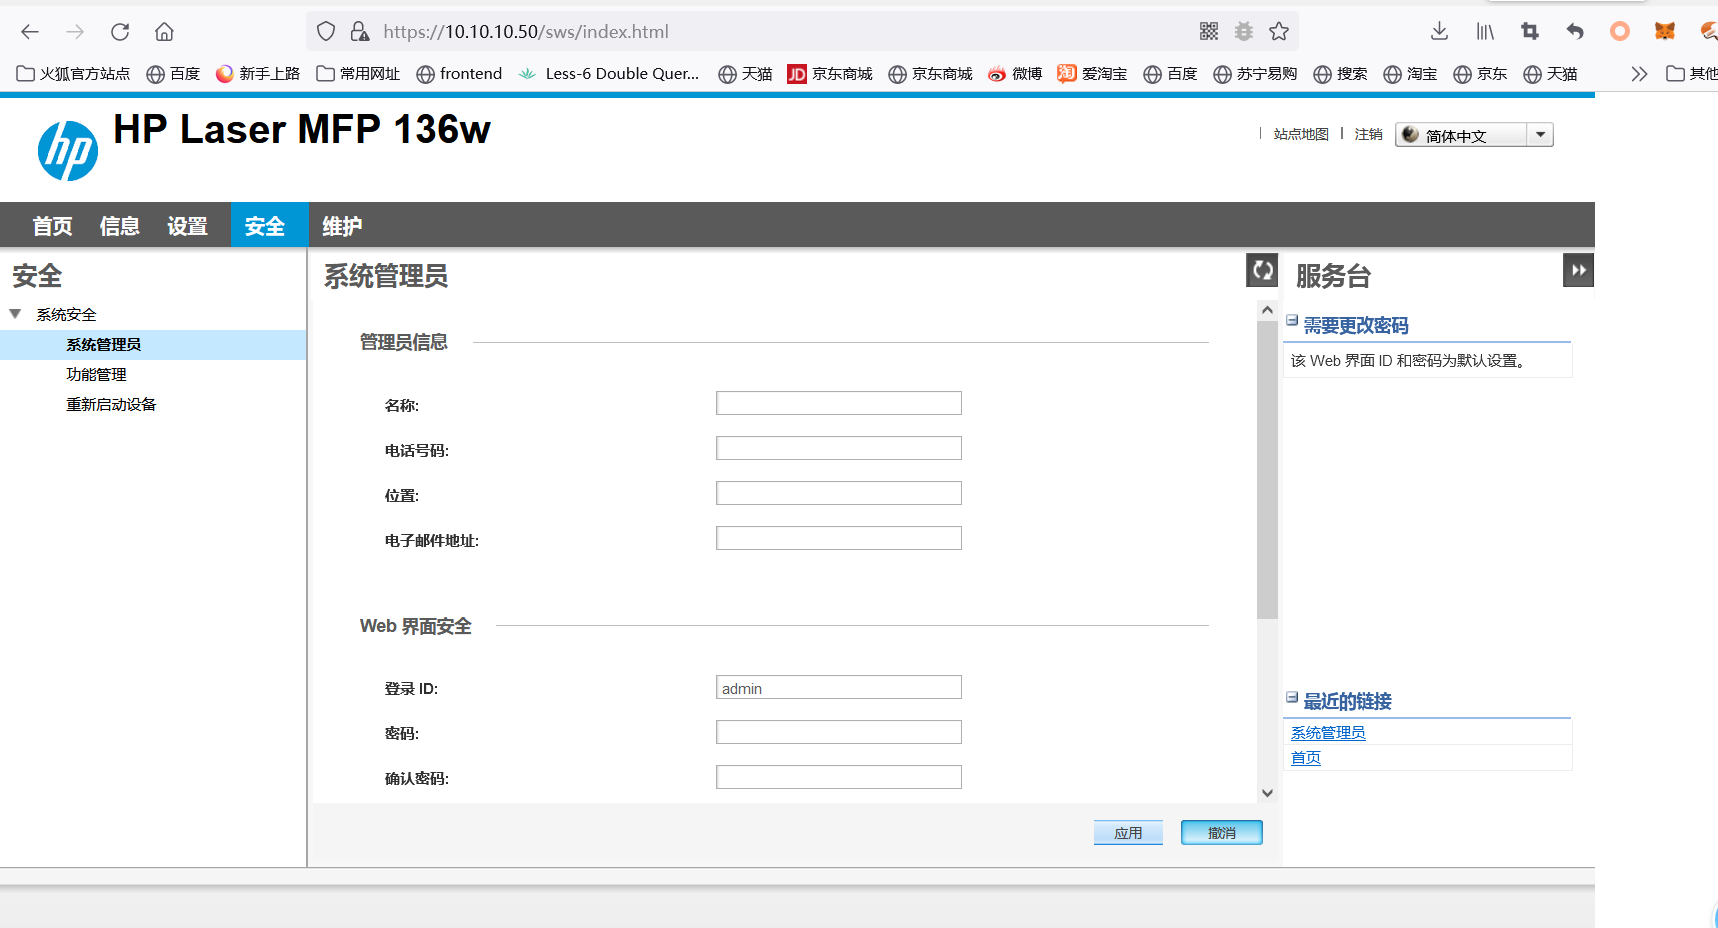 https://10.10.10.50/sws/index.html
火狐官方站点 百度 新手上路 常用网址 frontend Less-6 Double Quer... 天猫 JD 京东商城 京东商城 微博 淘 爱淘宝 百度 苏宁易购 搜索 淘宝 京东 天猫 其他
hp HP Laser MFP 136w
站点地图 注销 简体中文
首页 信息 设置 安全 维护
安全
系统安全
系统管理员
功能管理
重新启动设备
系统管理员
管理员信息
名称:
电话号码:
位置:
电子邮件地址:
Web 界面安全
登录 ID: admin
密码:
确认密码:
应用 撤消
服务台
需要更改密码
该 Web 界面 ID 和密码为默认设置。
最近的链接
系统管理员
首页